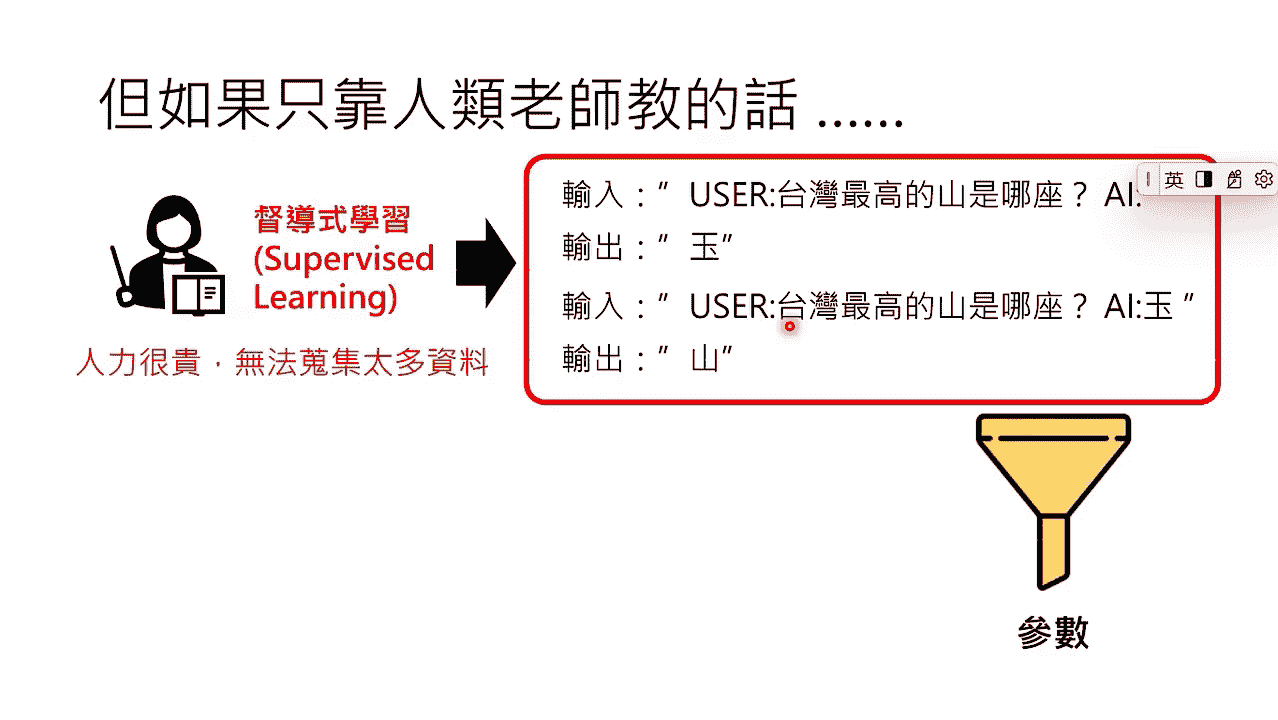 但如果只靠人類老師教的話 ……
督導式學習
(Supervised
Learning)
人力很貴，無法蒐集太多資料
輸入：”USER:台灣最高的山是哪座？ AI:
輸出：”玉”
輸入：”USER:台灣最高的山是哪座？ AI:玉 ”
輸出：”山”
英
參數